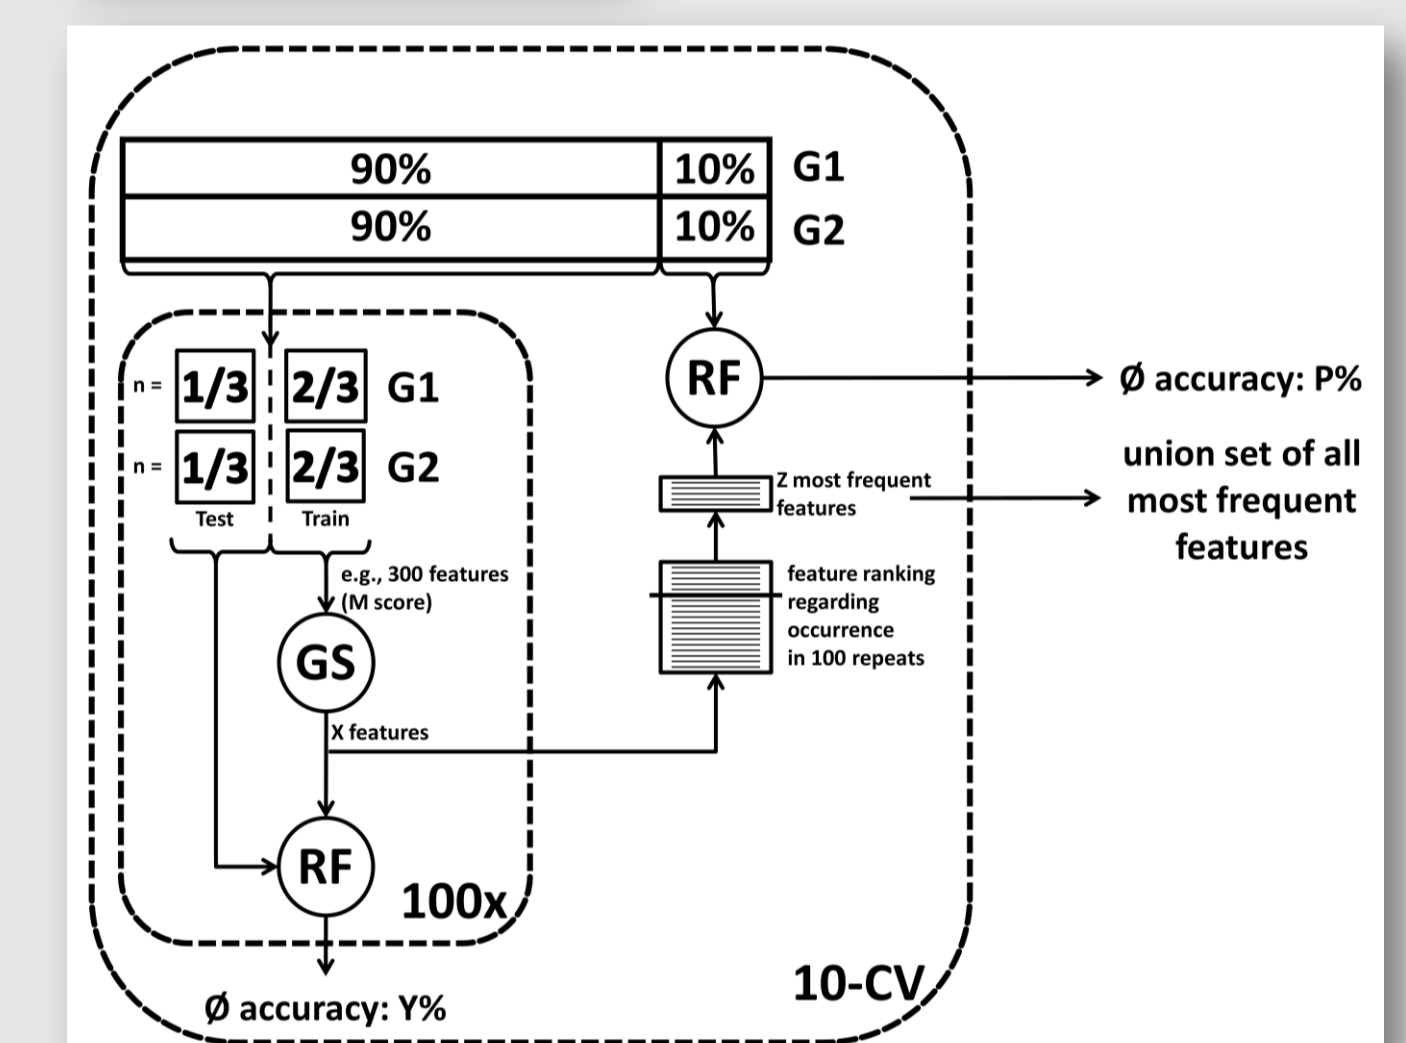 90% 10% G1
90% 10% G2
n = 1/3 2/3 G1
n = 1/3 2/3 G2
Test Train
e.g., 300 features
(M score)
GS
X features
RF
100x
Ø accuracy: Y%
RF
Z most frequent
features
feature ranking
regarding
occurrence
in 100 repeats
10-CV
Ø accuracy: P%
union set of all
most frequent
features